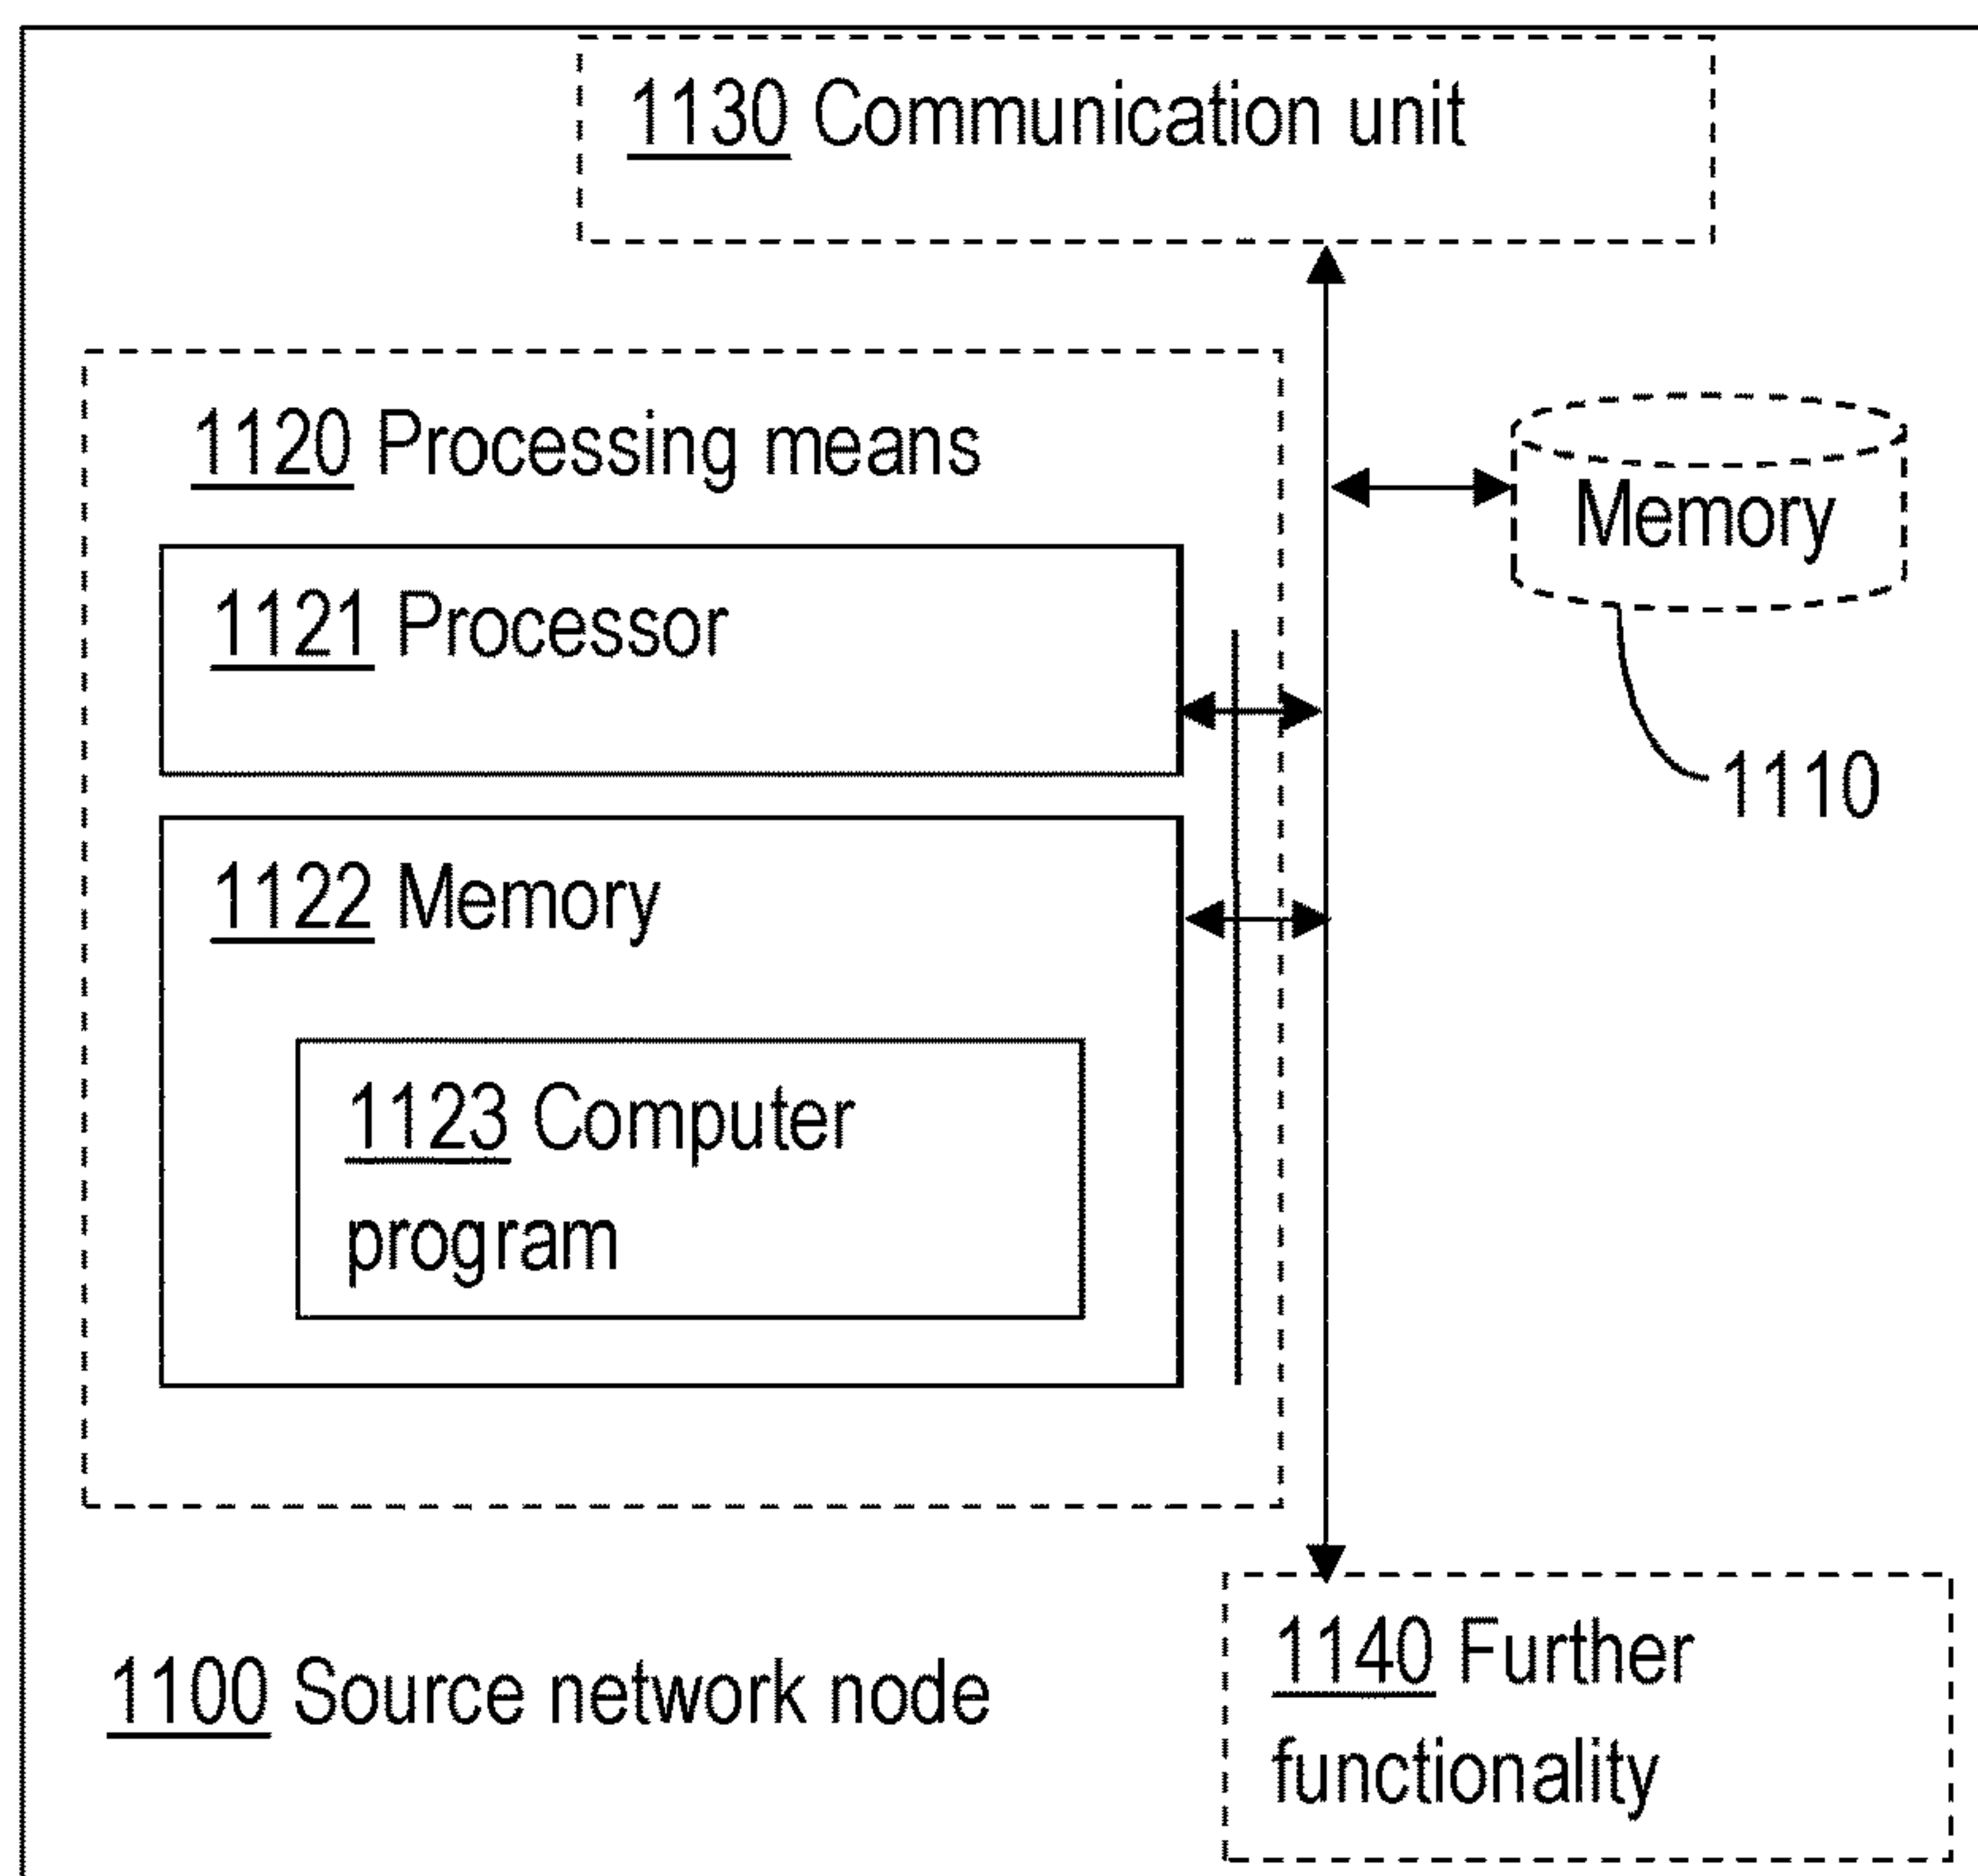 1130 Communication unit
1120 Processing means
Memory
1121 Processor
1110
1122 Memory
1123 Computer
program
1100 Source network node
1140 Further
functionality